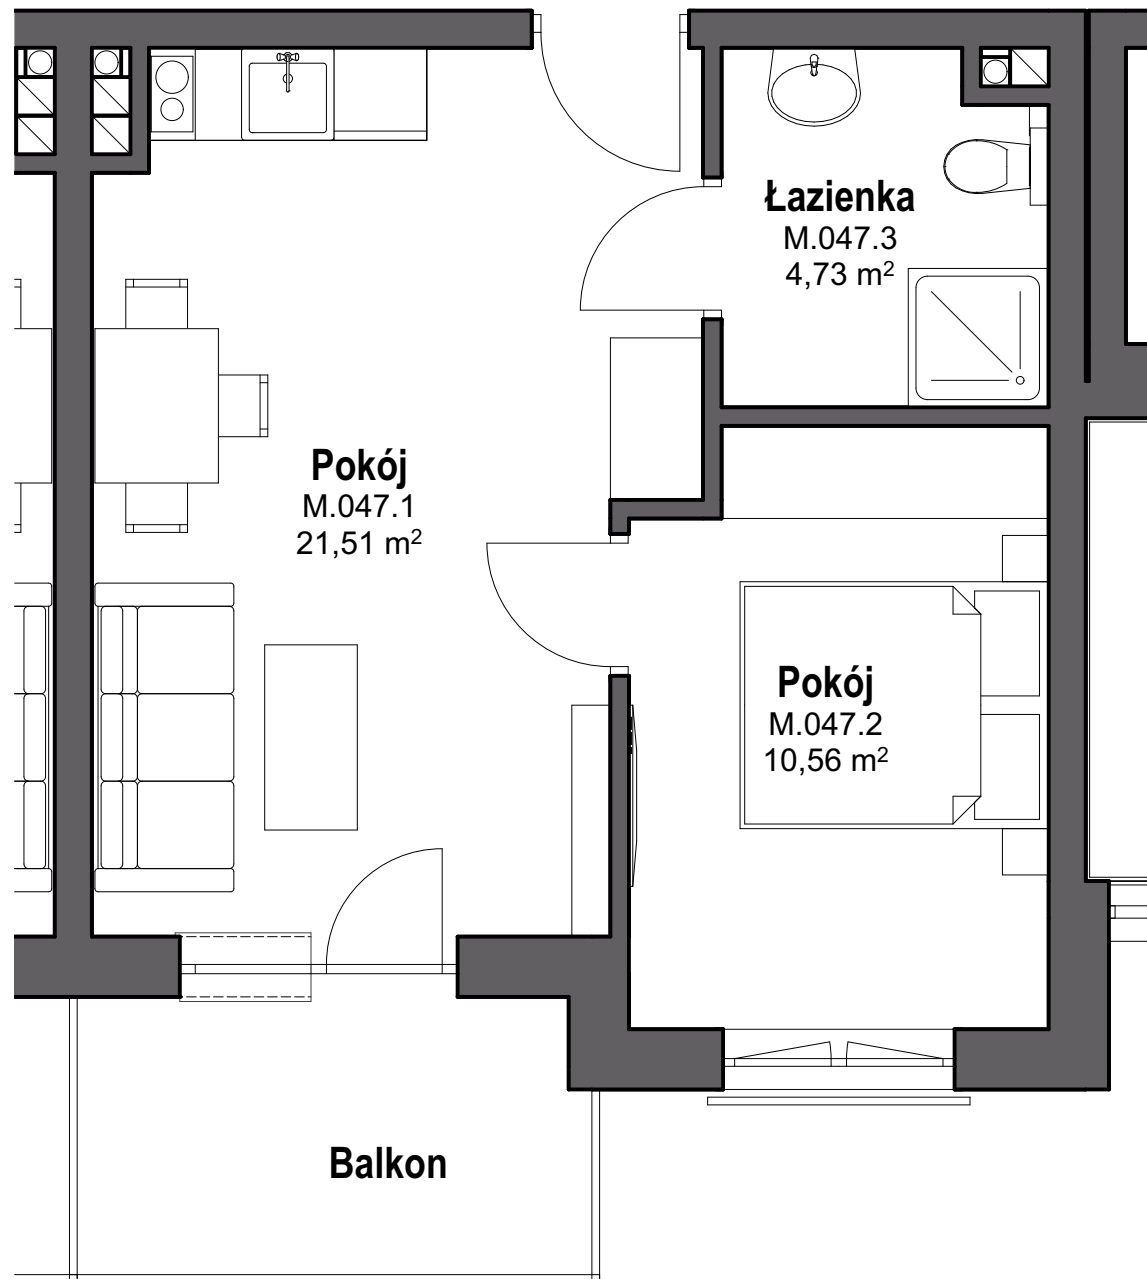 Łazienka
M.047.3
4,73 m²
Pokój
M.047.1
21,51 m²
Pokój
M.047.2
10,56 m²
Balkon